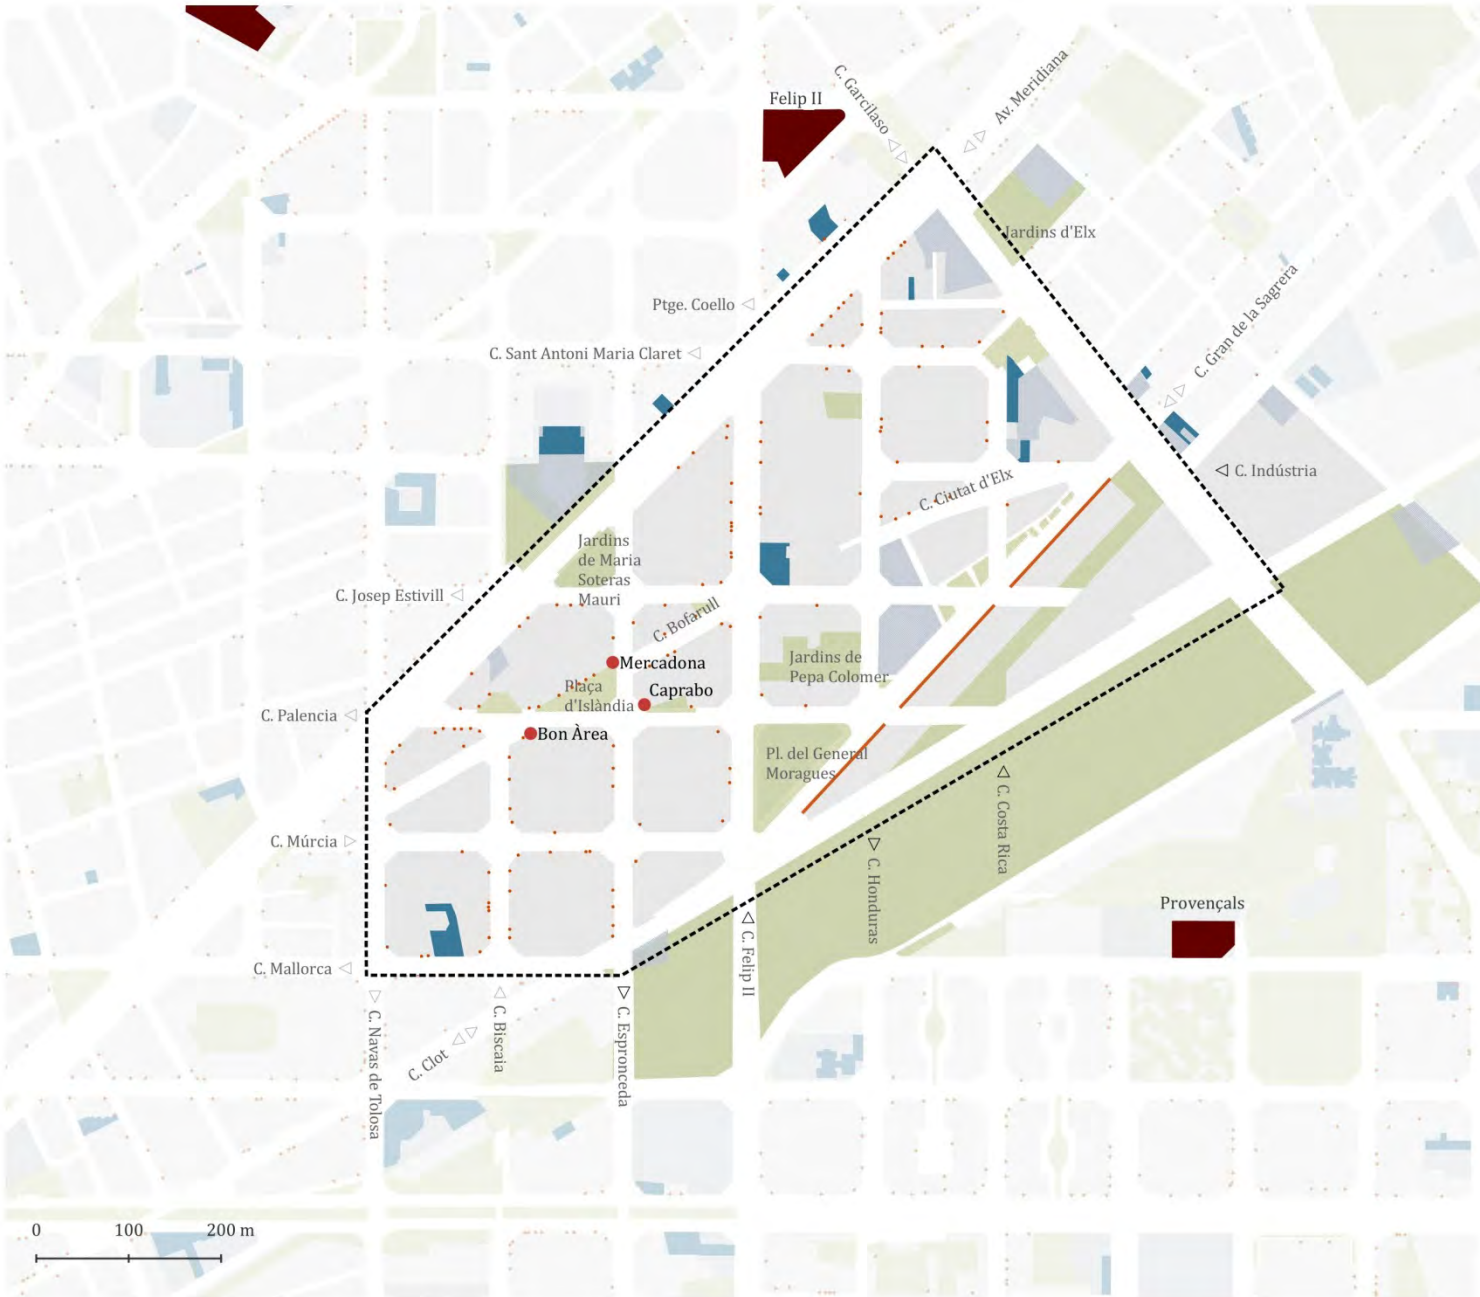 Felip II
C. Garcilaso
Av. Meridiana
Jardins d'Elx
Ptge. Coello
C. Gran de la Sagrera
C. Sant Antoni Maria Claret
C. Indústria
C. Ciutat d'Elx
Jardins
de Maria
Soteras
Mauri
C. Josep Estivill
C. Bofarull
Mercadona
Jardins de
Pepa Colomer
Plaça
d'Islàndia
Caprabo
C. Palencia
Bon Àrea
Pl. del General
Moragues
C. Costa Rica
C. Múrcia
C. Honduras
Provençals
C. Felip II
C. Mallorca
C. Navas de Tolosa
C. Biscaia
C. Espronceda
C. Clot
0 100 200 m